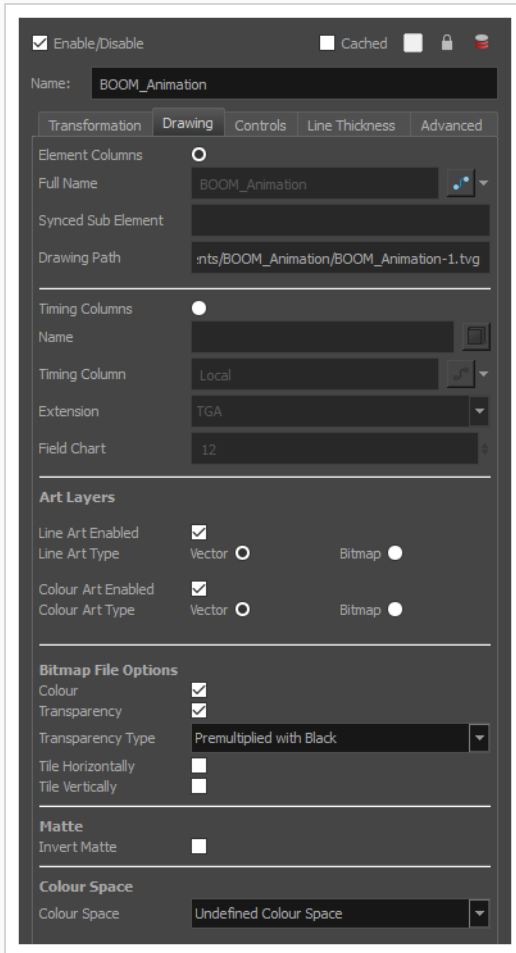 Enable/Disable Cached
Name: BOOM_Animation
Transformation Drawing Controls Line Thickness Advanced
Element Columns
Full Name BOOM_Animation
Synced Sub Element
Drawing Path :nts/BOOM_Animation/BOOM_Animation-1.tvg
Timing Columns
Name
Timing Column Local
Extension TGA
Field Chart 12
Art Layers
Line Art Enabled
Line Art Type Vector Bitmap
Colour Art Enabled
Colour Art Type Vector Bitmap
Bitmap File Options
Colour
Transparency
Transparency Type Premultiplied with Black
Tile Horizontally
Tile Vertically
Matte
Invert Matte
Colour Space
Colour Space Undefined Colour Space